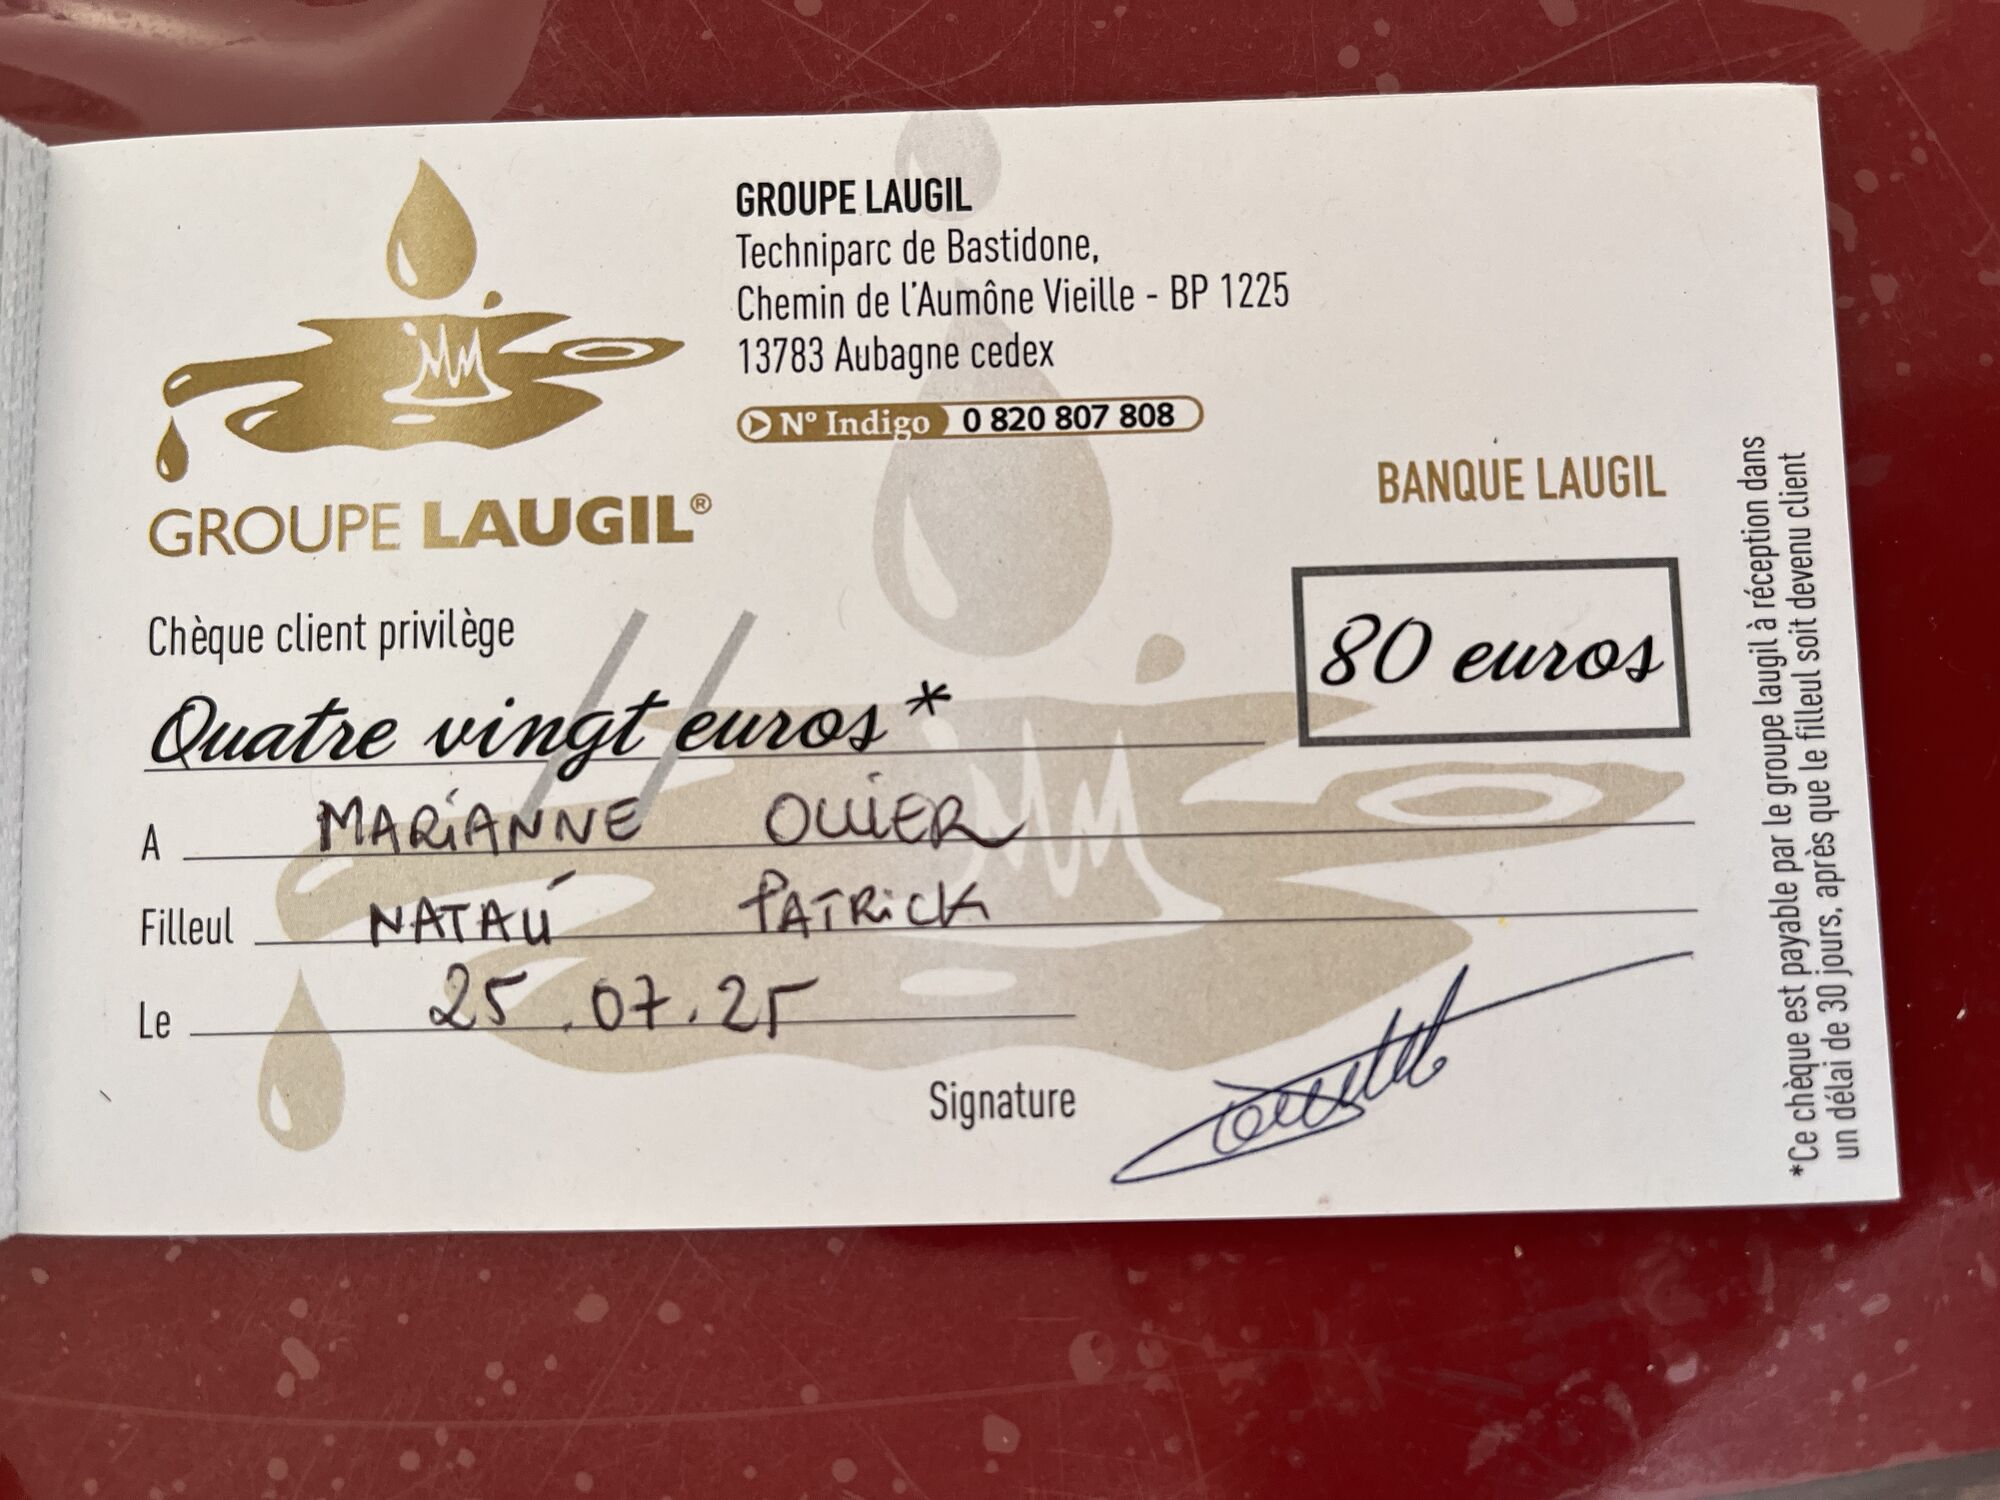 GROUPE LAUGIL
Techniparc de Bastidone,
Chemin de l'Aumône Vieille - BP 1225
13783 Aubagne cedex
N° Indigo 0 820 807 808
GROUPE LAUGIL®
BANQUE LAUGIL
Chèque client privilège
80 euros
Quatre vingt euros*
A MARIANNE OLLIER
Filleul NATALI PATRICK
Le 25.07.25
Signature
*Ce chèque est payable par le groupe laugil à réception dans
un délai de 30 jours, après que le filleul soit devenu client